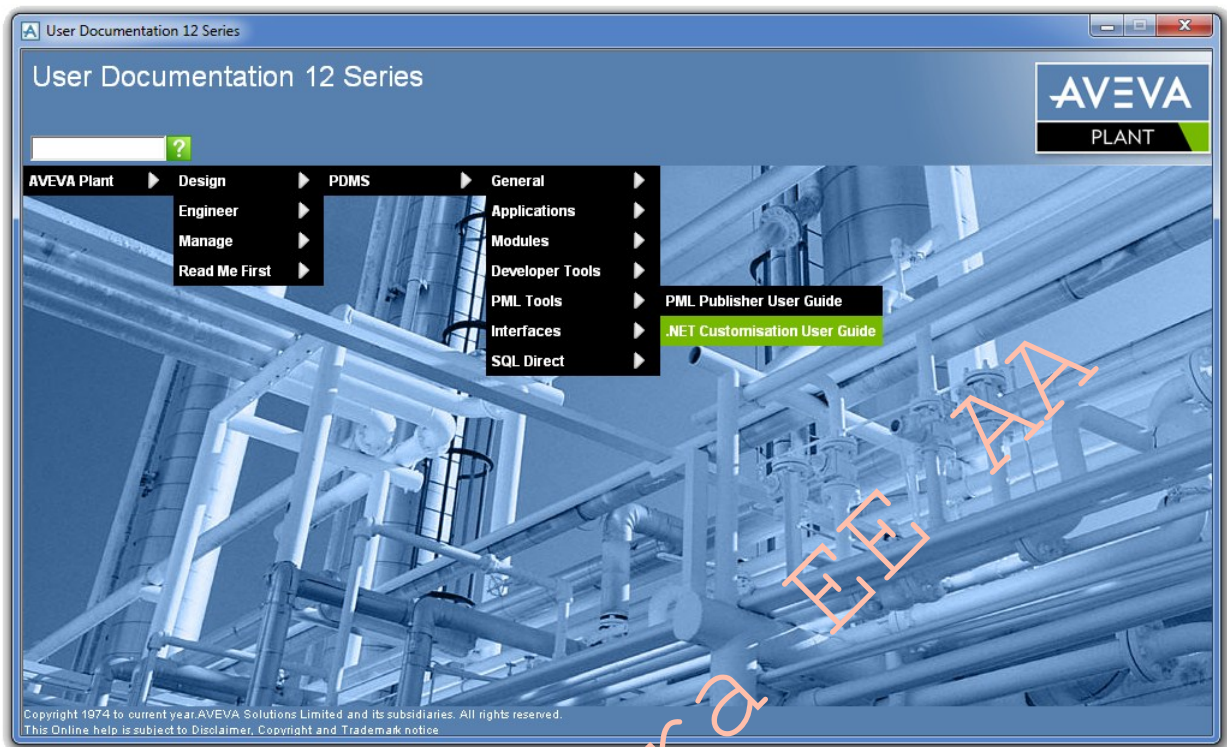 User Documentation 12 Series
User Documentation 12 Series
AVEVA
PLANT
?
AVEVA Plant
Design
PDMS
General
Engineer
Applications
Manage
Modules
Read Me First
Developer Tools
PML Tools
PML Publisher User Guide
Interfaces
.NET Customisation User Guide
SQL Direct
Copyright 1974 to current year.AVEVA Solutions Limited and its subsidiaries. All rights reserved.
This Online help is subject to Disclaimer, Copyright and Trademark notice